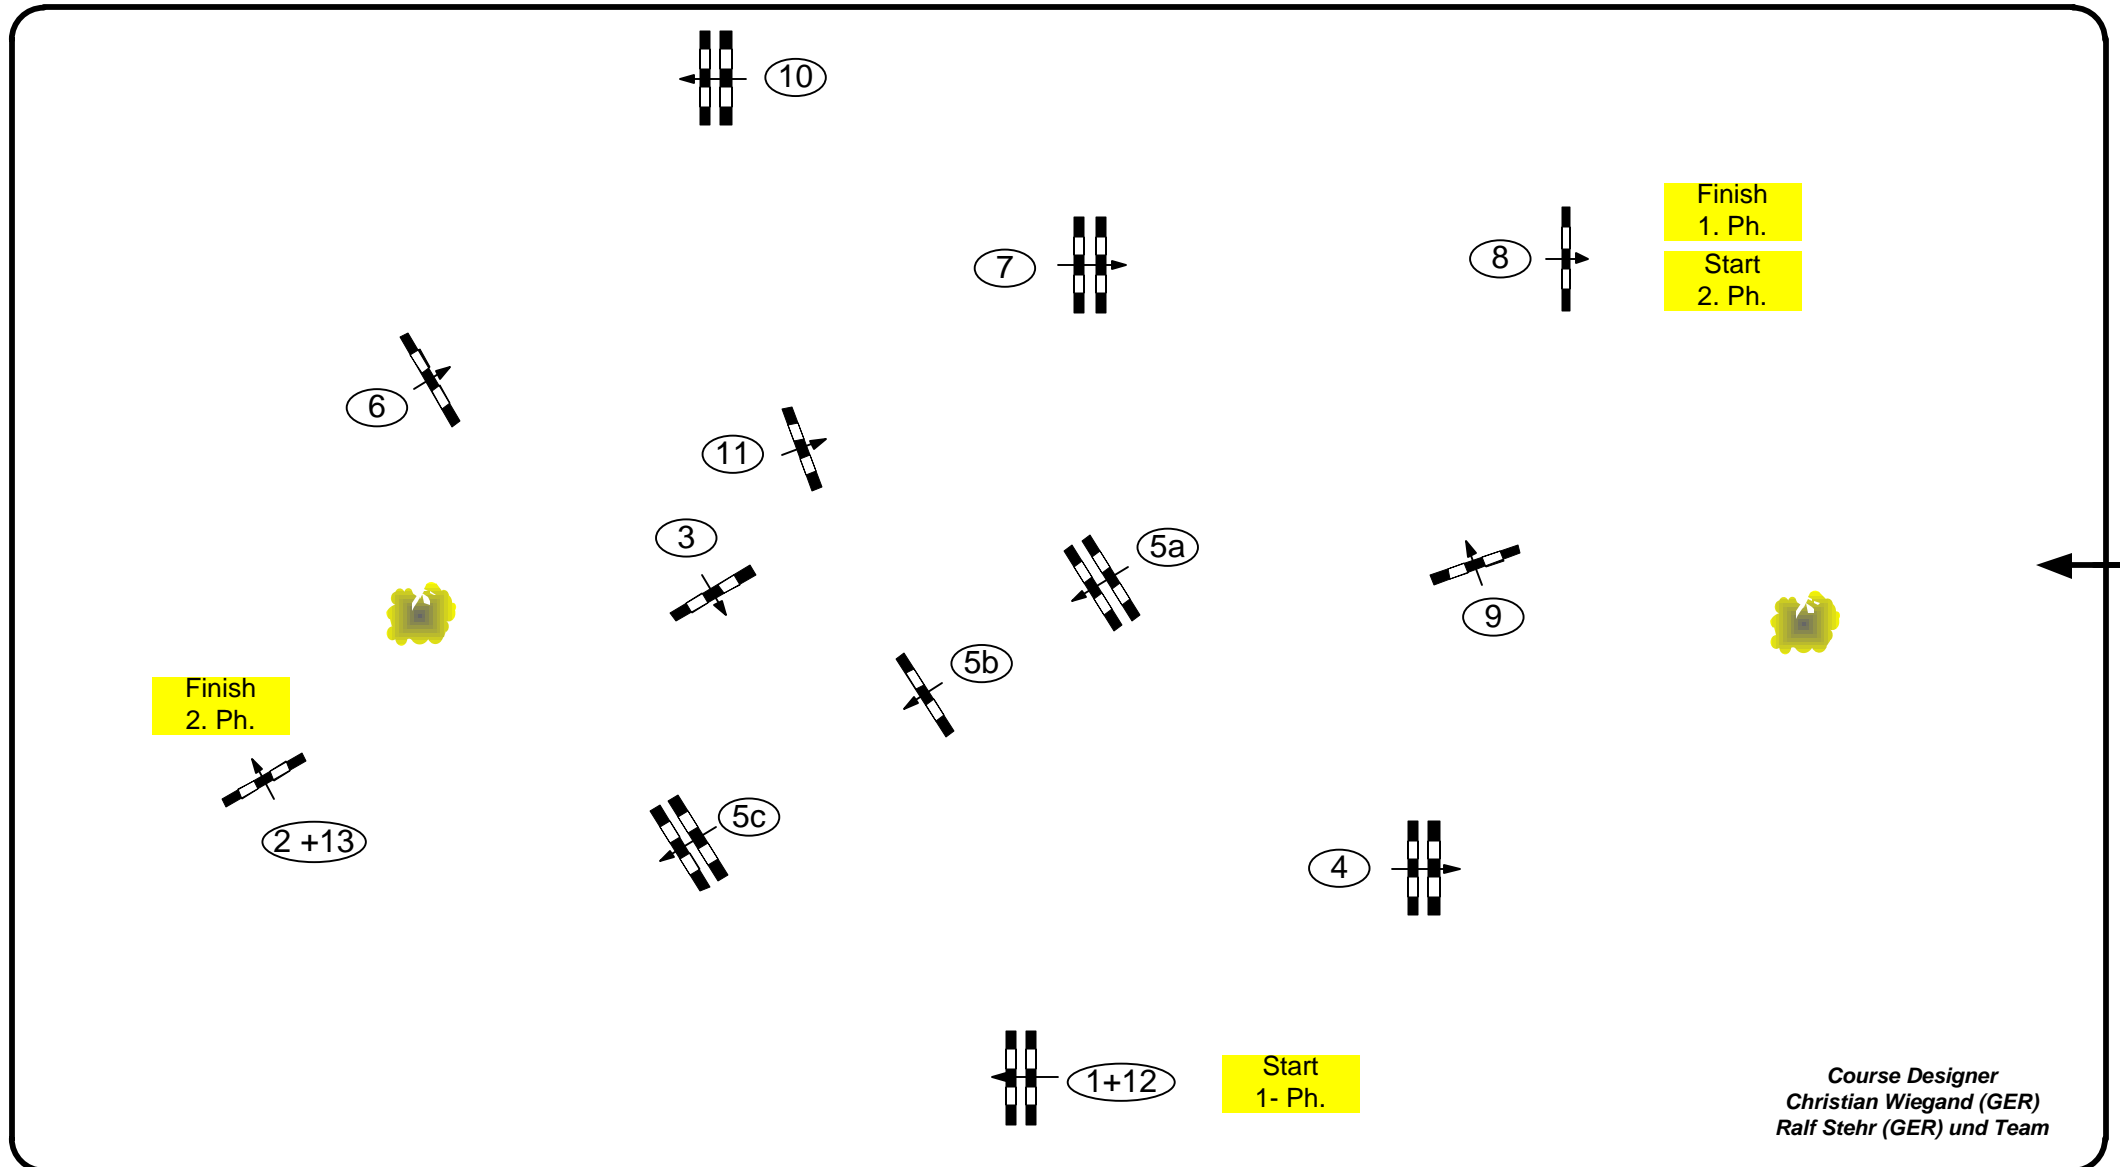 10
Finish
1. Ph.
Start
2. Ph.
7
8
6
11
3
5a
9
5b
Finish
2. Ph.
2 +13
5c
4
1+12
Start
1- Ph.
Course Designer
Christian Wiegand (GER)
Ralf Stehr (GER) und Team